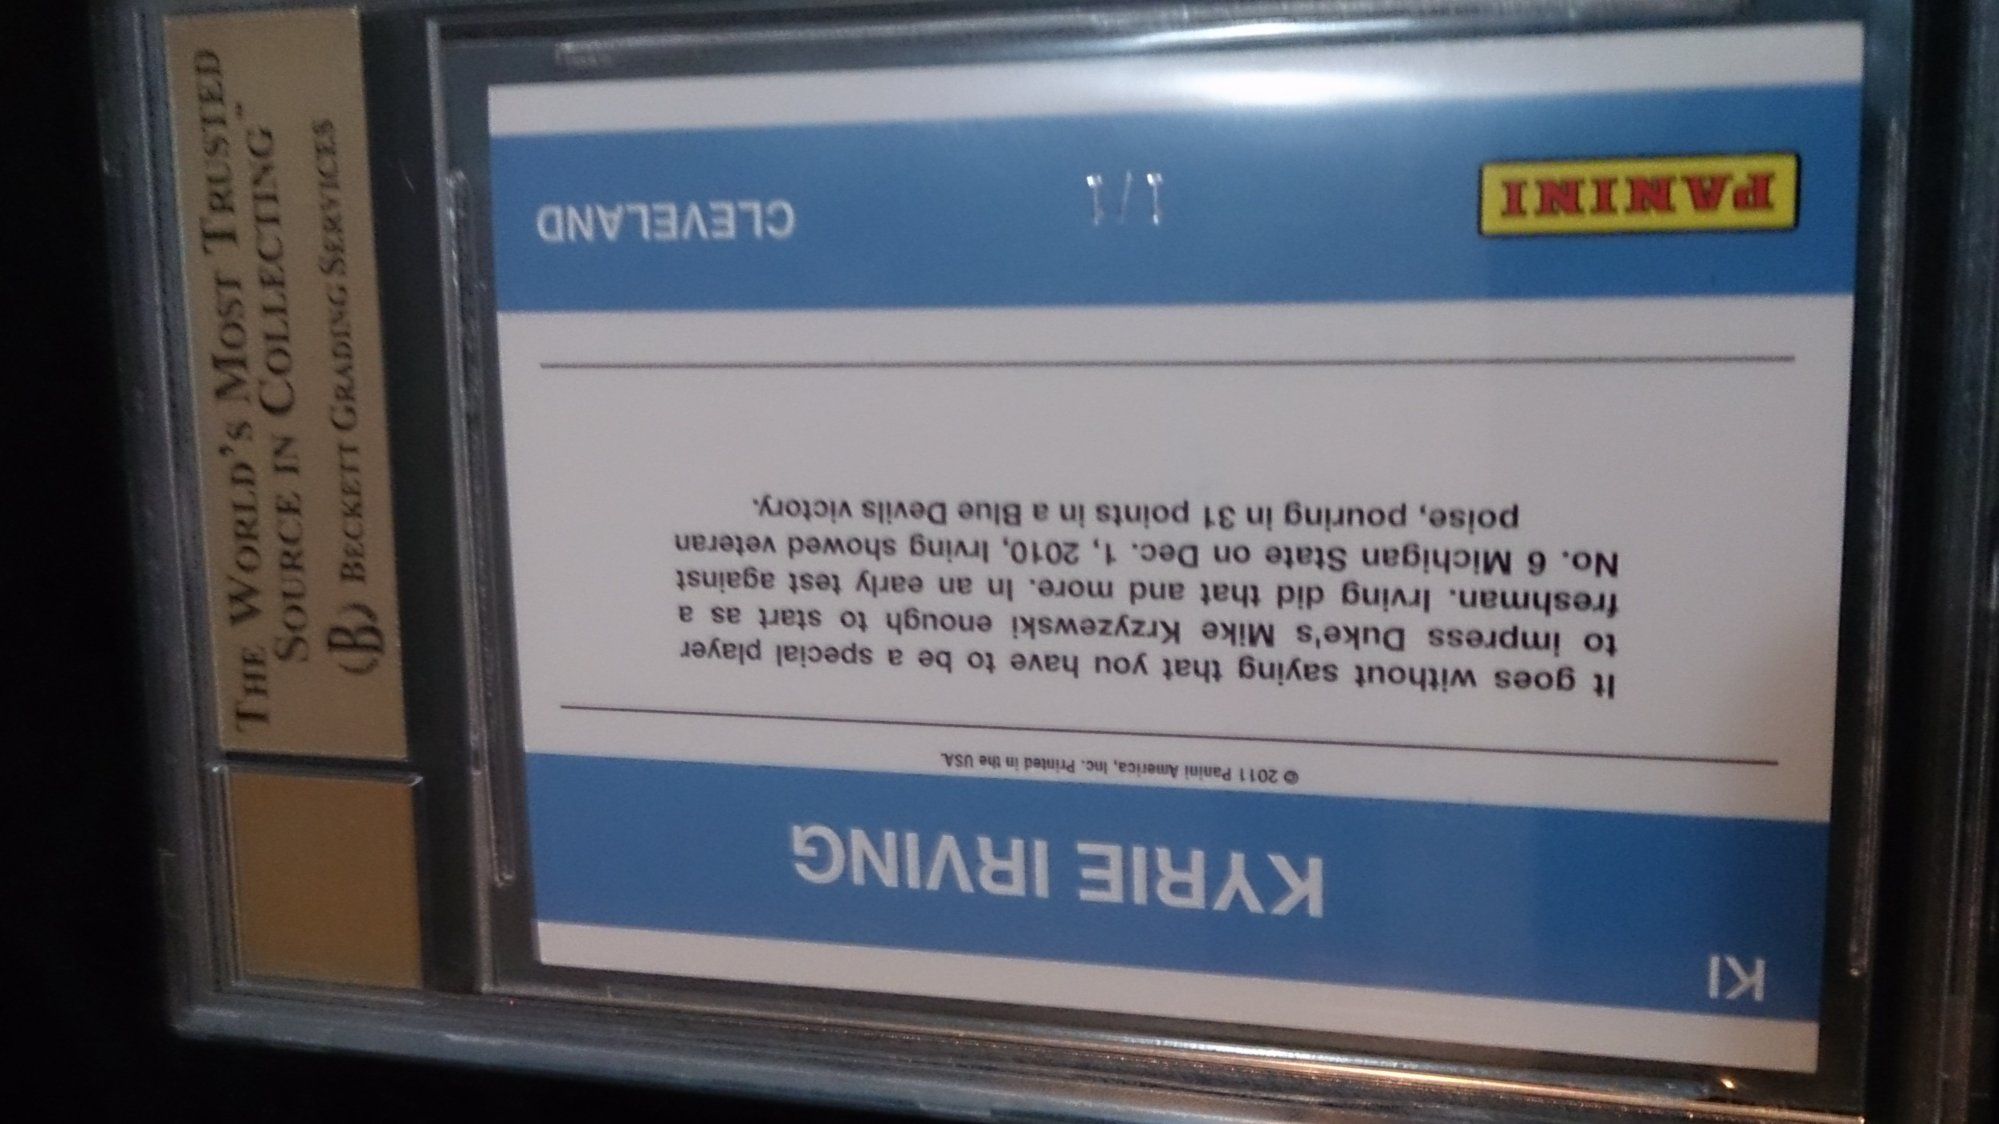 KI
KYRIE IRVING
© 2011 Panini America, Inc. Printed in the USA.
It goes without saying that you have to be a special player
to impress Duke's Mike Krzyzewski enough to start as a
freshman. Irving did that and more. In an early test against
No. 6 Michigan State on Dec. 1, 2010, Irving showed veteran
poise, pouring in 31 points in a Blue Devils victory.
PANINI
1/1
CLEVELAND
THE WORLD'S MOST TRUSTED
SOURCE IN COLLECTING™
B BECKETT GRADING SERVICES